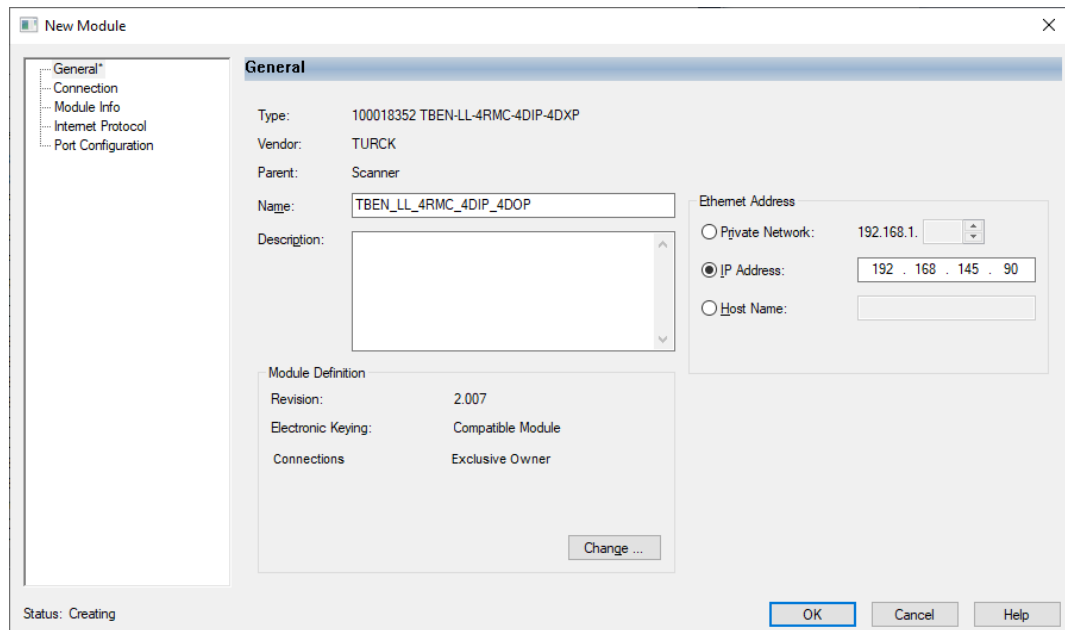 New Module
General*
Connection
Module Info
Internet Protocol
Port Configuration
General
Type: 100018352 TBEN-LL-4RMC-4DIP-4DXP
Vendor: TURCK
Parent: Scanner
Name: TBEN_LL_4RMC_4DIP_4DOP
Description:
Ethernet Address
Private Network: 192.168.1.
IP Address: 192 . 168 . 145 . 90
Host Name:
Module Definition
Revision: 2.007
Electronic Keying: Compatible Module
Connections Exclusive Owner
Change ...
Status: Creating
OK Cancel Help